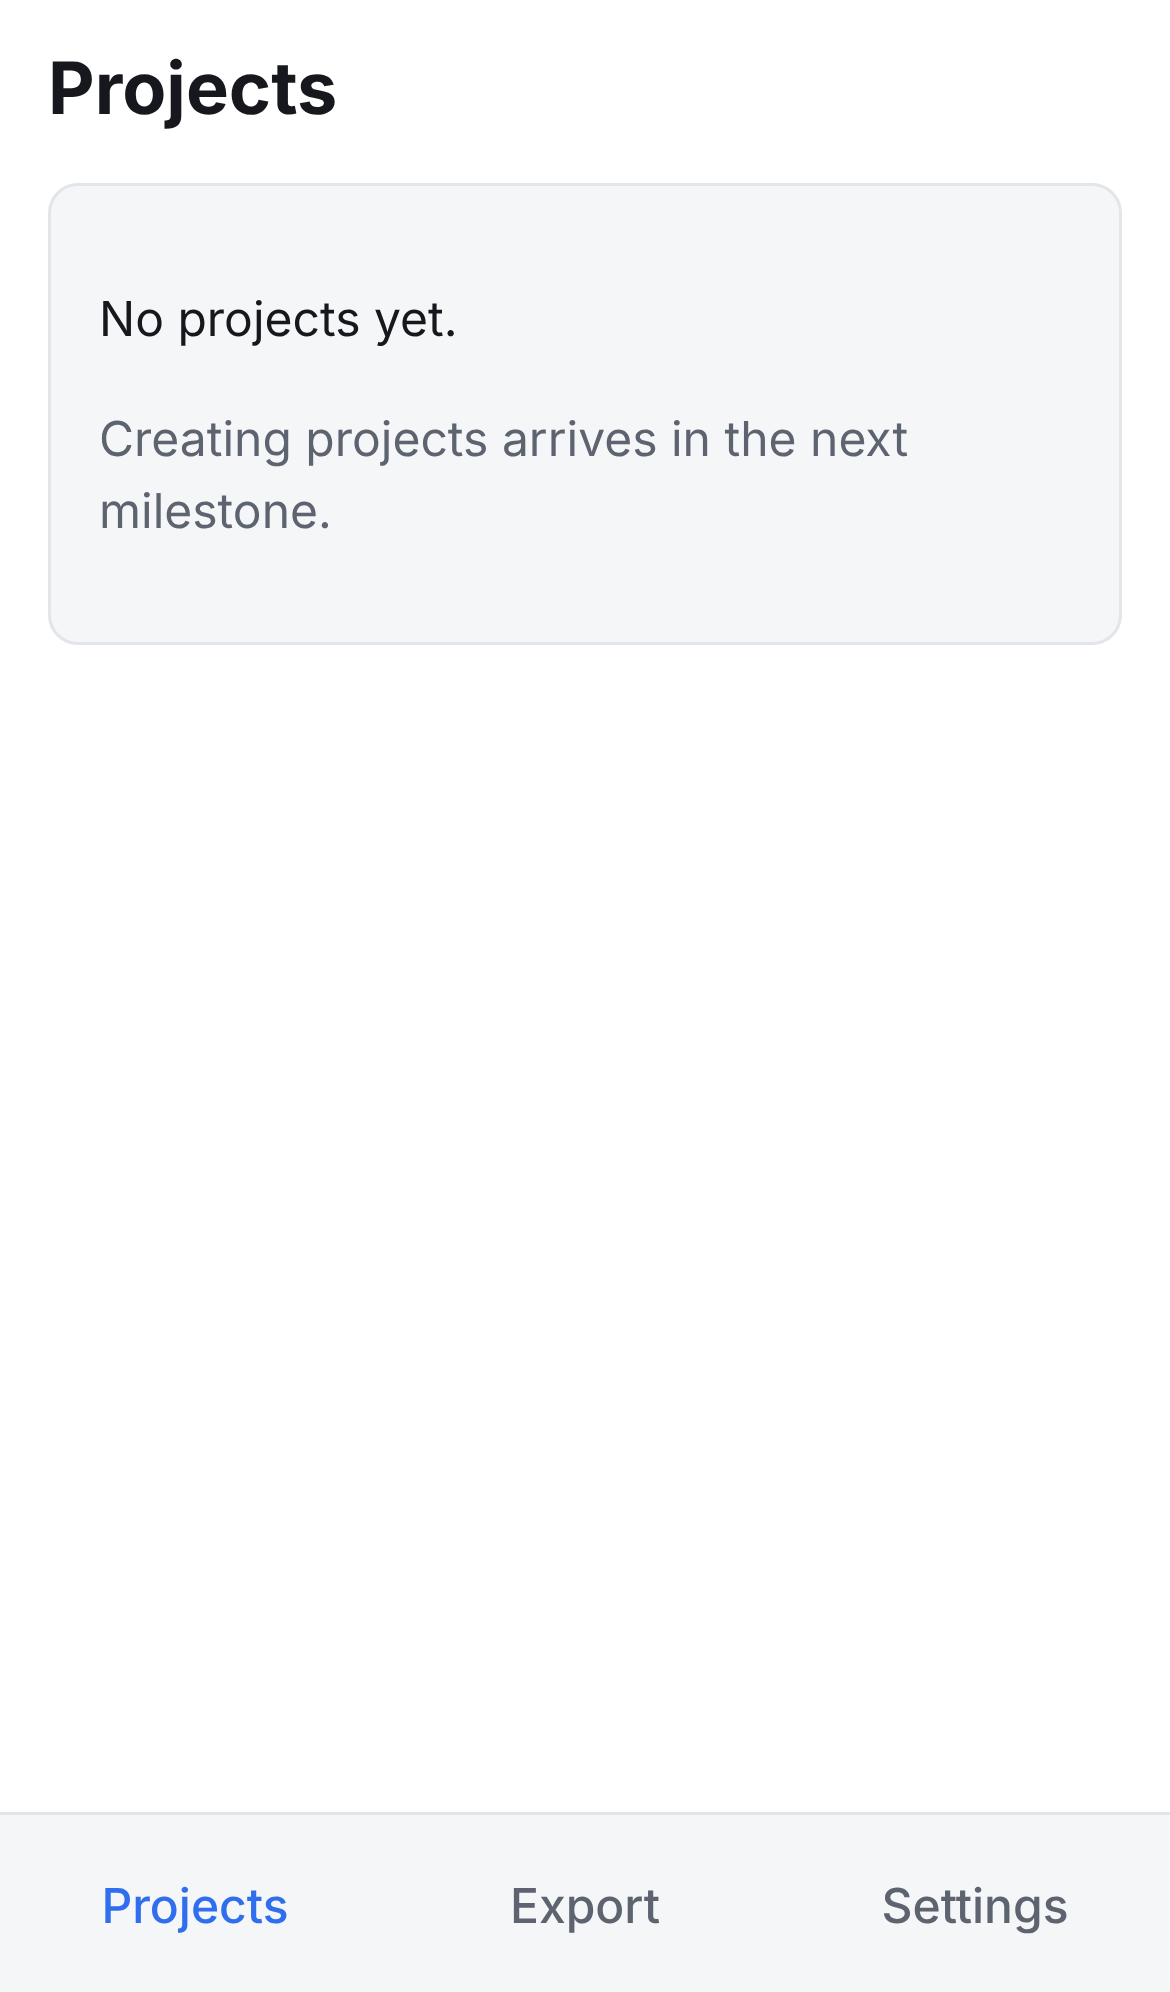 Projects
No projects yet.
Creating projects arrives in the next
milestone.
Projects
Export
Settings